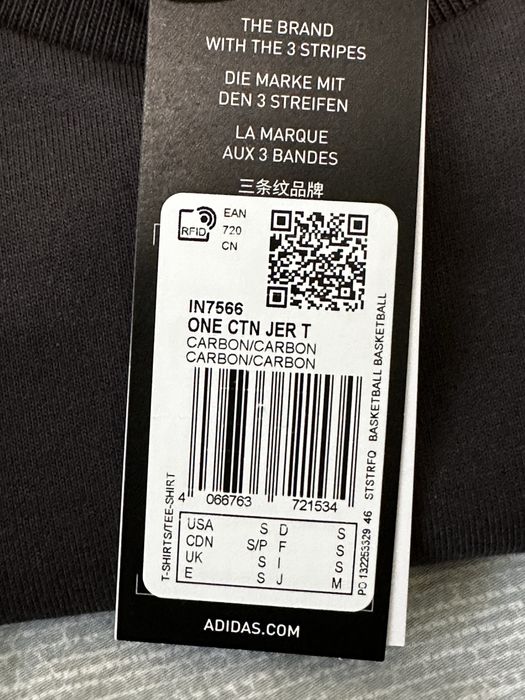 THE BRAND
WITH THE 3 STRIPES
DIE MARKE MIT
DEN 3 STREIFEN
LA MARQUE
AUX 3 BANDES
三条纹品牌
RFID
EAN
720
CN
IN7566
ONE CTN JER T
CARBON/CARBON
CARBON/CARBON
4 066763 721534
USA S D S
CDN S/P F S
UK S I S
E S J M
T-SHIRTS/TEE-SHIRT
PO 132253329 46 STSTRFQ BASKETBALL BASKETBALL
ADIDAS.COM